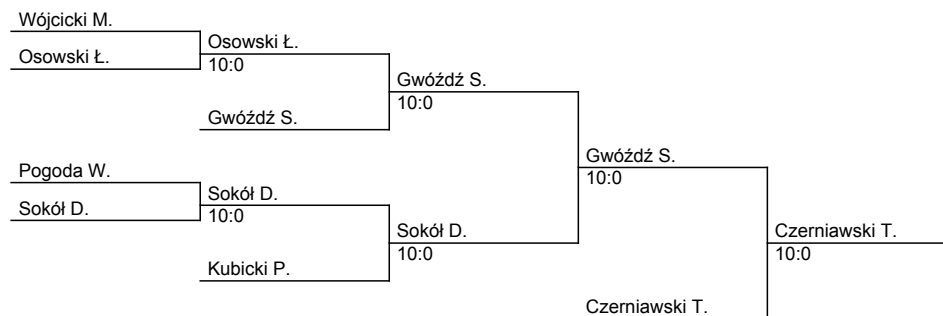 Wójcicki M.
Osowski Ł.
Osowski Ł.
10:0
Gwóźdź S.
Gwóźdź S.
10:0
Pogoda W.
Sokół D.
Sokół D.
10:0
Kubicki P.
Sokół D.
10:0
Gwóźdź S.
10:0
Czerniawski T.
Czerniawski T.
10:0